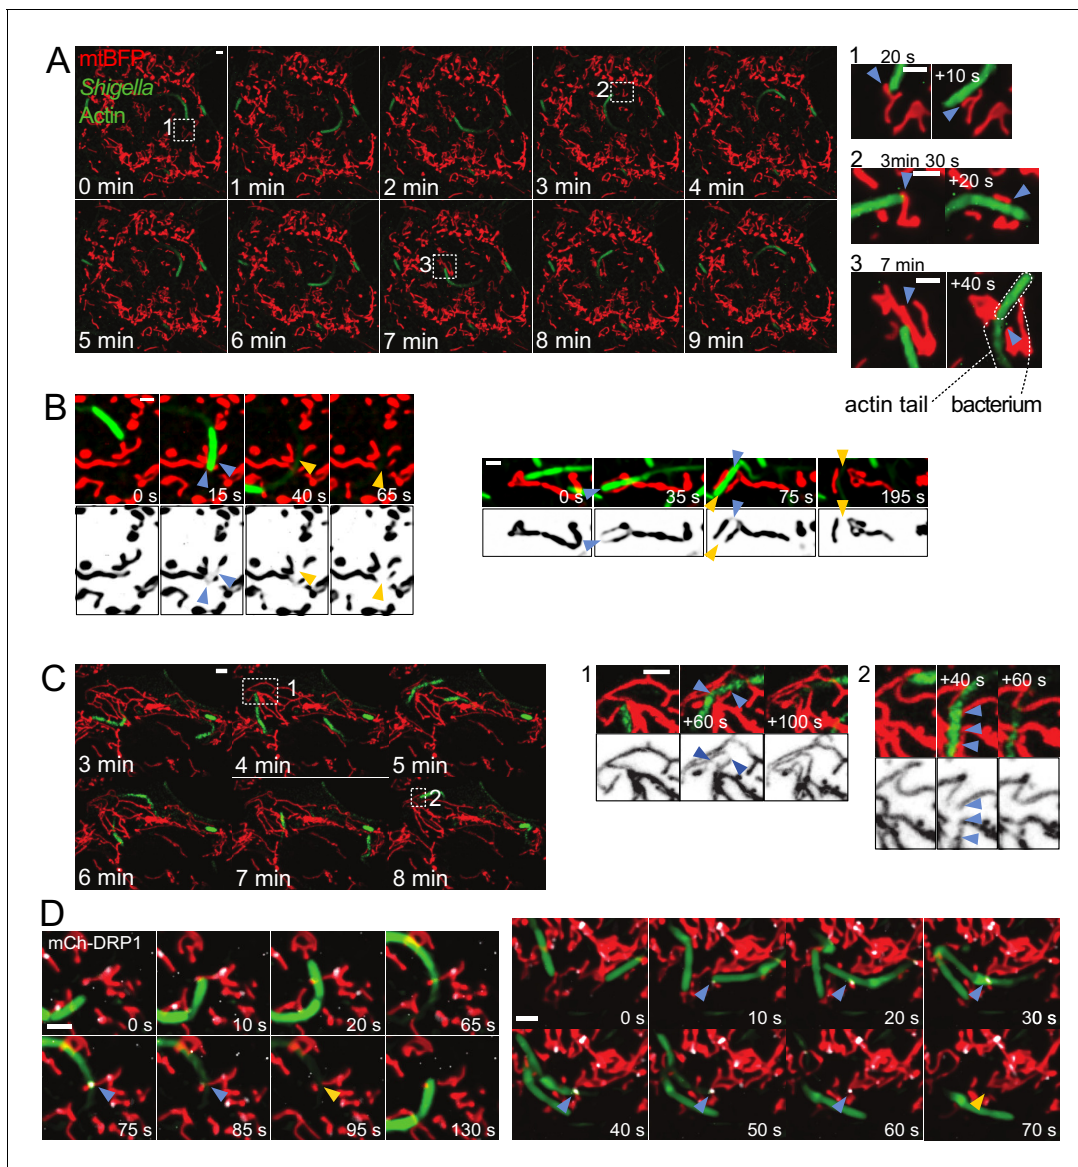 A
mtBFP
Shigella
Actin
1
2
0 min
1 min
2 min
3 min
4 min
3
5 min
6 min
7 min
8 min
9 min
1
20 s
+10 s
2
3min 30 s
+20 s
3
7 min
+40 s
actin tail
bacterium
B
0 s
15 s
40 s
65 s
0 s
35 s
75 s
195 s
C
1
3 min
4 min
5 min
2
6 min
7 min
8 min
1
+60 s
+100 s
2
+40 s
+60 s
D
mCh-DRP1
0 s
10 s
20 s
65 s
75 s
85 s
95 s
130 s
0 s
10 s
20 s
30 s
40 s
50 s
60 s
70 s